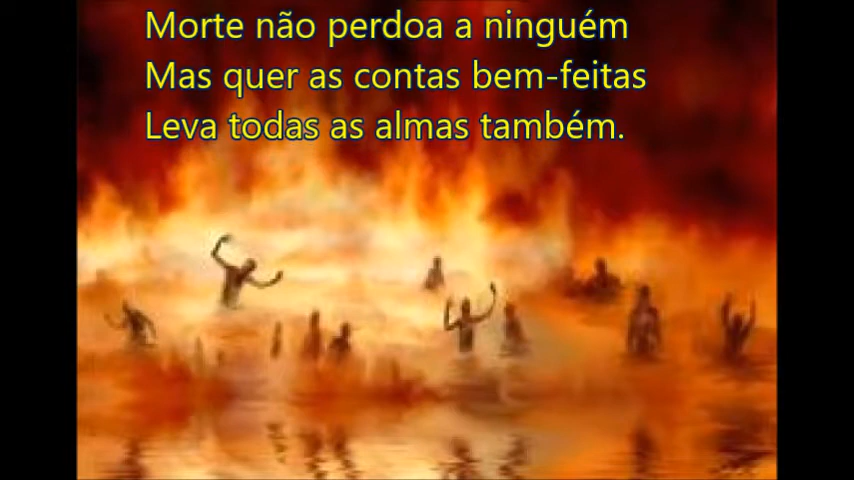 Morte não perdoa a ninguém
Mas quer as contas bem-feitas
Leva todas as almas também.